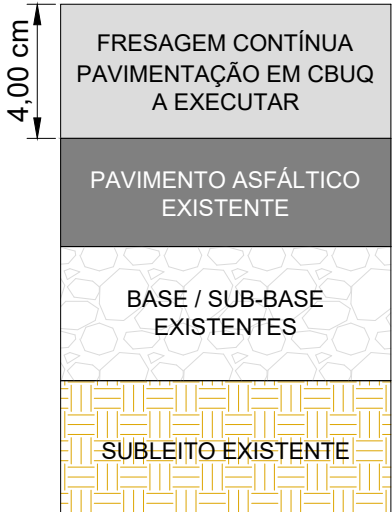 4,00 cm
FRESAGEM CONTÍNUA
PAVIMENTAÇÃO EM CBUQ
A EXECUTAR
PAVIMENTO ASFÁLTICO
EXISTENTE
BASE / SUB-BASE
EXISTENTES
SUBLEITO EXISTENTE